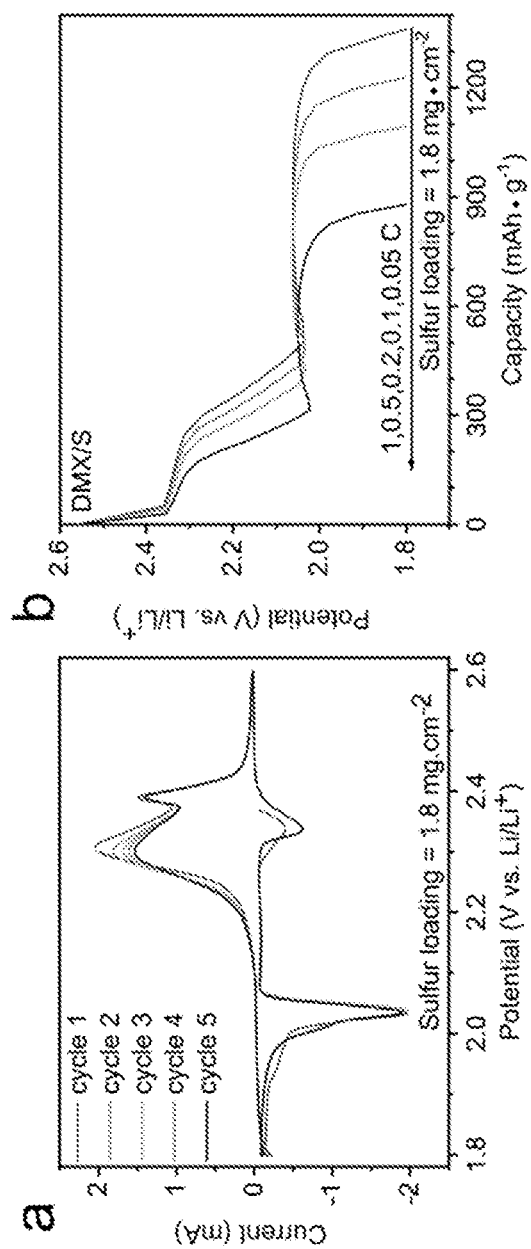 a
Current (mA)
2
1
0
-1
-2
cycle 1
cycle 2
cycle 3
cycle 4
cycle 5
Sulfur loading = 1.8 mg.cm⁻²
1.8 2.0 2.2 2.4 2.6
Potential (V vs. Li/Li⁺)
b
Potential (V vs. Li/Li⁺)
2.6
2.4
2.2
2.0
1.8
DMX/S
1,0.5,0.2,0.1,0.05 C
Sulfur loading = 1.8 mg•cm⁻²
0 300 600 900 1200
Capacity (mAh•g⁻¹)